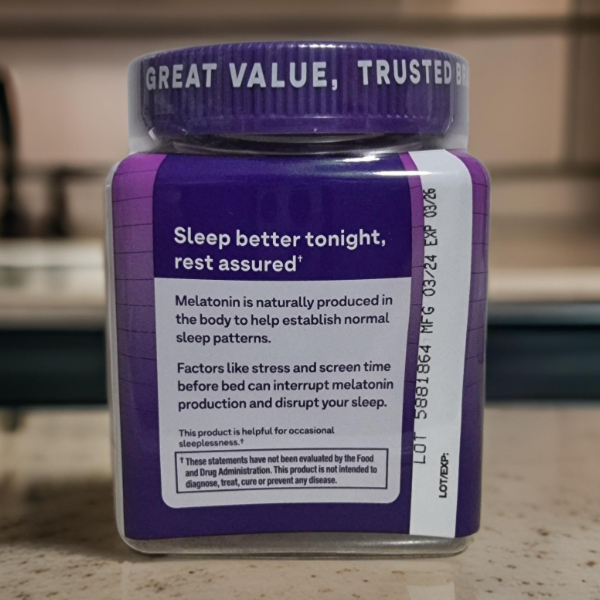 GREAT VALUE, TRUSTED
Sleep better tonight,
rest assured†
Melatonin is naturally produced in
the body to help establish normal
sleep patterns.
Factors like stress and screen time
before bed can interrupt melatonin
production and disrupt your sleep.
This product is helpful for occasional
sleeplessness.†
† These statements have not been evaluated by the Food
and Drug Administration. This product is not intended to
diagnose, treat, cure or prevent any disease.
LOT 5881864 MFG 03/24 EXP 03/26
LOT/EXP: